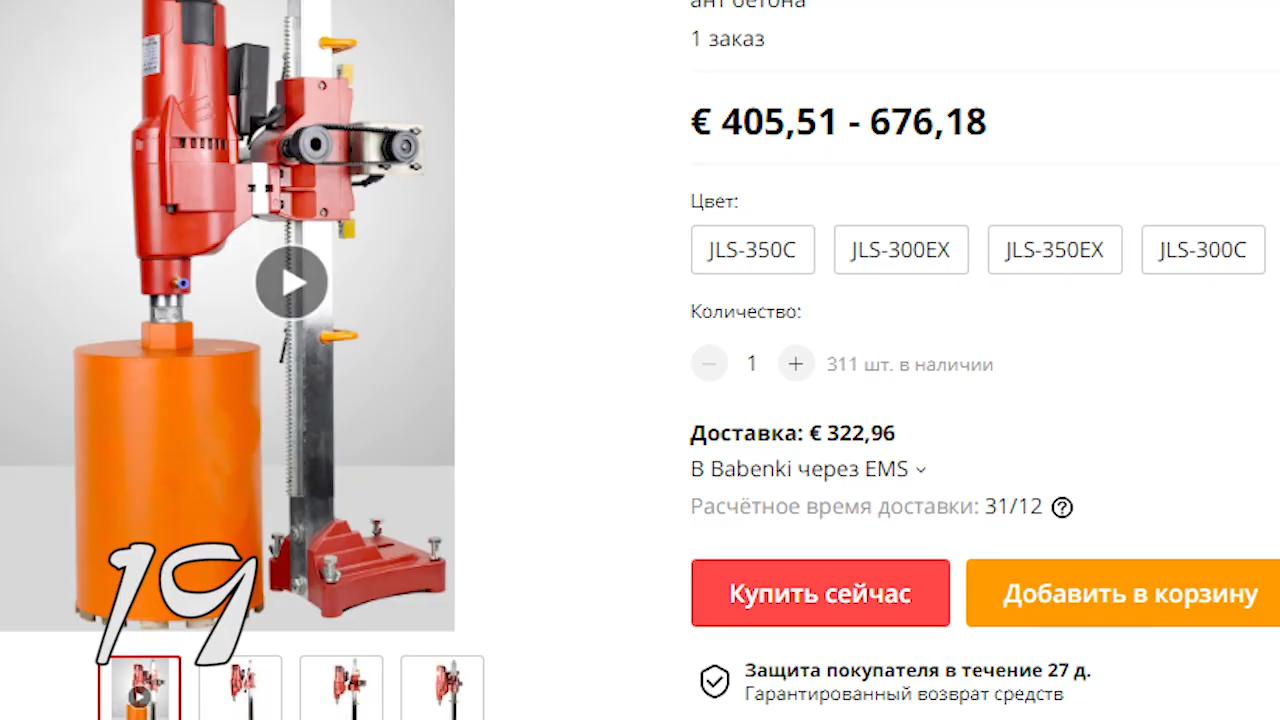 ант бетона
1 заказ
€ 405,51 - 676,18
Цвет:
JLS-350C
JLS-300EX
JLS-350EX
JLS-300C
Количество:
− 1 + 311 шт. в наличии
Доставка: € 322,96
В Babenki через EMS
Расчётное время доставки: 31/12 ?
Купить сейчас
Добавить в корзину
Защита покупателя в течение 27 д.
Гарантированный возврат средств
19